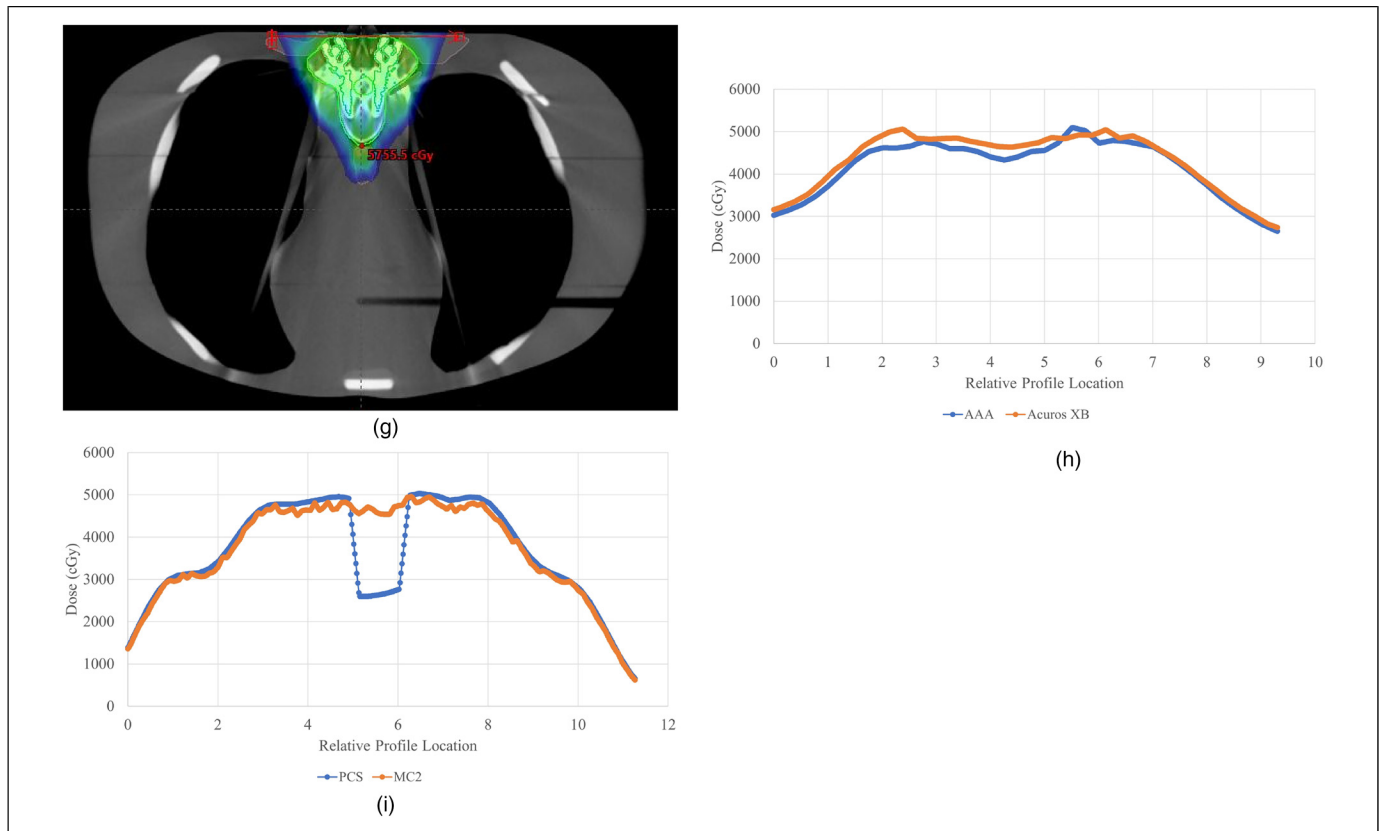 5755.5 cGy
(g)
6000
5000
4000
3000
2000
1000
0
Dose (cGy)
0 1 2 3 4 5 6 7 8 9 10
Relative Profile Location
AAA Acuros XB
(h)
6000
5000
4000
3000
2000
1000
0
Dose (cGy)
0 2 4 6 8 10 12
Relative Profile Location
PCS MC2
(i)